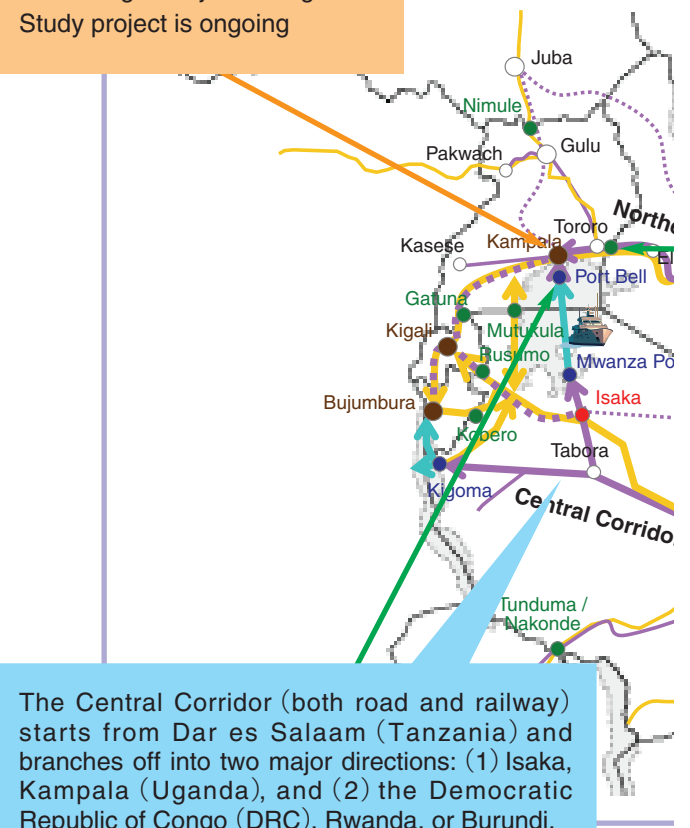 Study project is ongoing
Juba
Nimule
Gulu
Pakwach
Northe
Tororo
Kampala
Kasese
El
Port Bell
Gatuna
Mutukula
Kigali
Rusumo
Mwanza Po
Isaka
Bujumbura
Kobero
Tabora
Kigoma
Central Corrido
Tunduma /
Nakonde
The Central Corridor (both road and railway)
starts from Dar es Salaam (Tanzania) and
branches off into two major directions: (1) Isaka,
Kampala (Uganda), and (2) the Democratic
Republic of Congo (DRC), Rwanda, or Burundi.